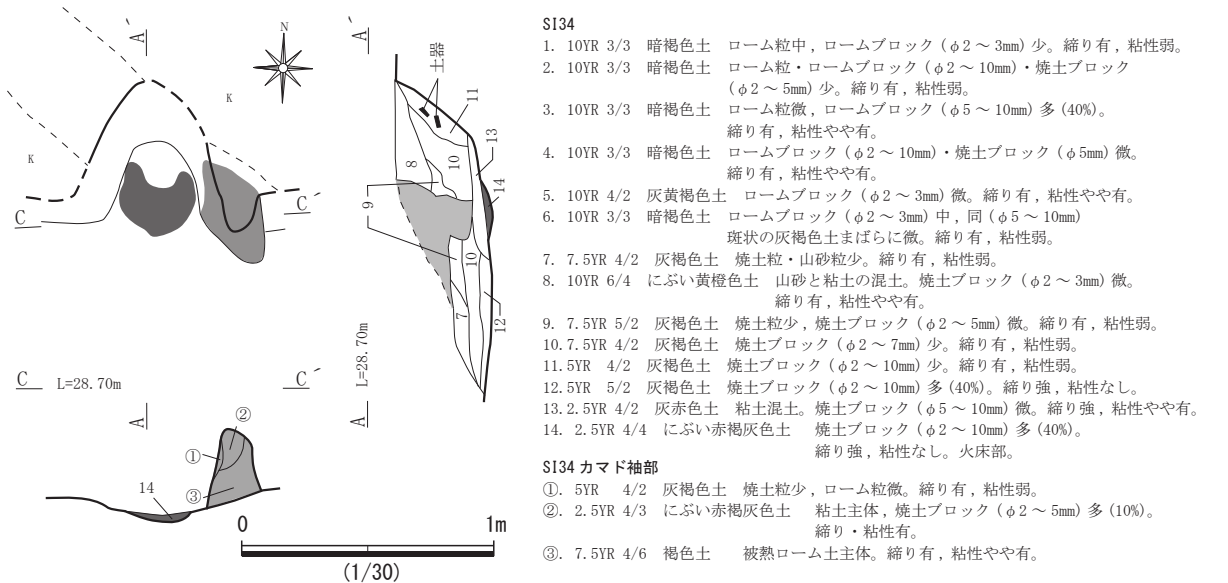 A
A´
N
K
K
C
C´
土器
11
13
14
8
10
9
10
7
12
C L=28.70m C´
L=28.70m
A
A
①
②
③
14
0 1m
(1/30)
SI34
1. 10YR 3/3 暗褐色土 ローム粒中，ロームブロック（φ2～3㎜）少。締り有，粘性弱。
2. 10YR 3/3 暗褐色土 ローム粒・ロームブロック（φ2～10㎜）・焼土ブロック
（φ2～5㎜）少。締り有，粘性弱。
3. 10YR 3/3 暗褐色土 ローム粒微，ロームブロック（φ5～10㎜）多（40%）。
締り有，粘性やや有。
4. 10YR 3/3 暗褐色土 ロームブロック（φ2～10㎜）・焼土ブロック（φ5㎜）微。
締り有，粘性やや有。
5. 10YR 4/2 灰黄褐色土 ロームブロック（φ2～3㎜）微。締り有，粘性やや有。
6. 10YR 3/3 暗褐色土 ロームブロック（φ2～3㎜）中，同（φ5～10㎜）
斑状の灰褐色土まばらに微。締り有，粘性弱。
7. 7.5YR 4/2 灰褐色土 焼土粒・山砂粒少。締り有，粘性弱。
8. 10YR 6/4 にぶい黄橙色土 山砂と粘土の混土。焼土ブロック（φ2～3㎜）微。
締り有，粘性やや有。
9. 7.5YR 5/2 灰褐色土 焼土粒少，焼土ブロック（φ2～5㎜）微。締り有，粘性弱。
10. 7.5YR 4/2 灰褐色土 焼土ブロック（φ2～7㎜）少。締り有，粘性弱。
11. 5YR 4/2 灰褐色土 焼土ブロック（φ2～10㎜）少。締り有，粘性弱。
12. 5YR 5/2 灰褐色土 焼土ブロック（φ2～10㎜）多（40%）。締り強，粘性なし。
13. 2.5YR 4/2 灰赤色土 粘土混土。焼土ブロック（φ5～10㎜）微。締り強，粘性やや有。
14. 2.5YR 4/4 にぶい赤褐灰色土 焼土ブロック（φ2～10㎜）多（40%）。
締り強，粘性なし。火床部。
SI34 カマド袖部
①. 5YR 4/2 灰褐色土 焼土粒少，ローム粒微。締り有，粘性弱。
②. 2.5YR 4/3 にぶい赤褐灰色土 粘土主体，焼土ブロック（φ2～5㎜）多（10%）。
締り・粘性有。
③. 7.5YR 4/6 褐色土 被熱ローム土主体。締り有，粘性やや有。